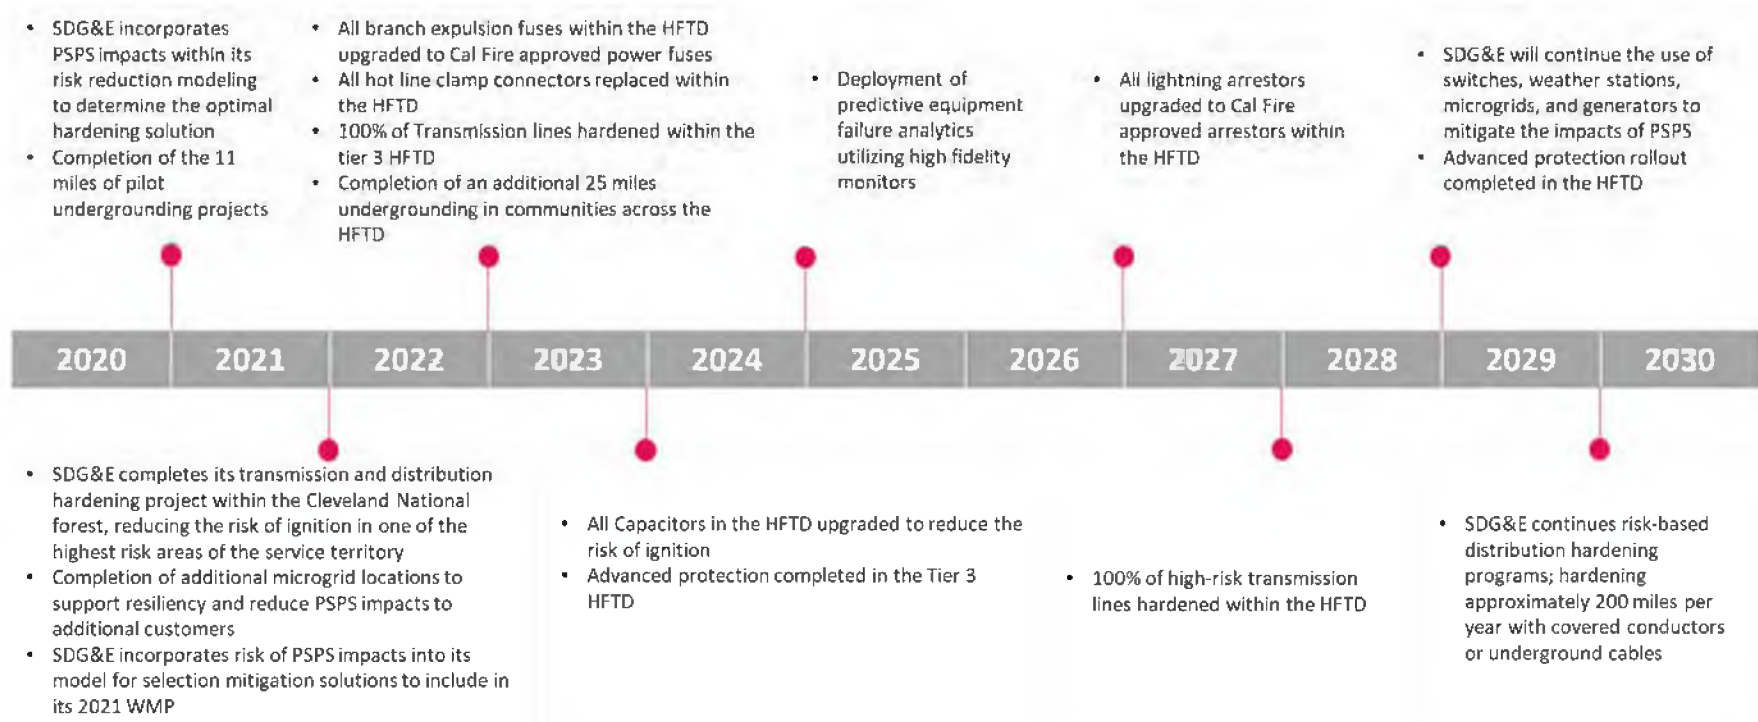 • SDG&E incorporates
PSPS impacts within its
risk reduction modeling
to determine the optimal
hardening solution
• Completion of the 11
miles of pilot
undergrounding projects
• All branch expulsion fuses within the HFTD
upgraded to Cal Fire approved power fuses
• All hot line clamp connectors replaced within
the HFTD
• 100% of Transmission lines hardened within the
tier 3 HFTD
• Completion of an additional 25 miles
undergrounding in communities across the
HFTD
• Deployment of
predictive equipment
failure analytics
utilizing high fidelity
monitors
• All lightning arrestors
upgraded to Cal Fire
approved arrestors within
the HFTD
• SDG&E will continue the use of
switches, weather stations,
microgrids, and generators to
mitigate the impacts of PSPS
• Advanced protection rollout
completed in the HFTD
2020 2021 2022 2023 2024 2025 2026 2027 2028 2029 2030
• SDG&E completes its transmission and distribution
hardening project within the Cleveland National
forest, reducing the risk of ignition in one of the
highest risk areas of the service territory
• Completion of additional microgrid locations to
support resiliency and reduce PSPS impacts to
additional customers
• SDG&E incorporates risk of PSPS impacts into its
model for selection mitigation solutions to include in
its 2021 WMP
• All Capacitors in the HFTD upgraded to reduce the
risk of ignition
• Advanced protection completed in the Tier 3
HFTD
• 100% of high-risk transmission
lines hardened within the HFTD
• SDG&E continues risk-based
distribution hardening
programs; hardening
approximately 200 miles per
year with covered conductors
or underground cables